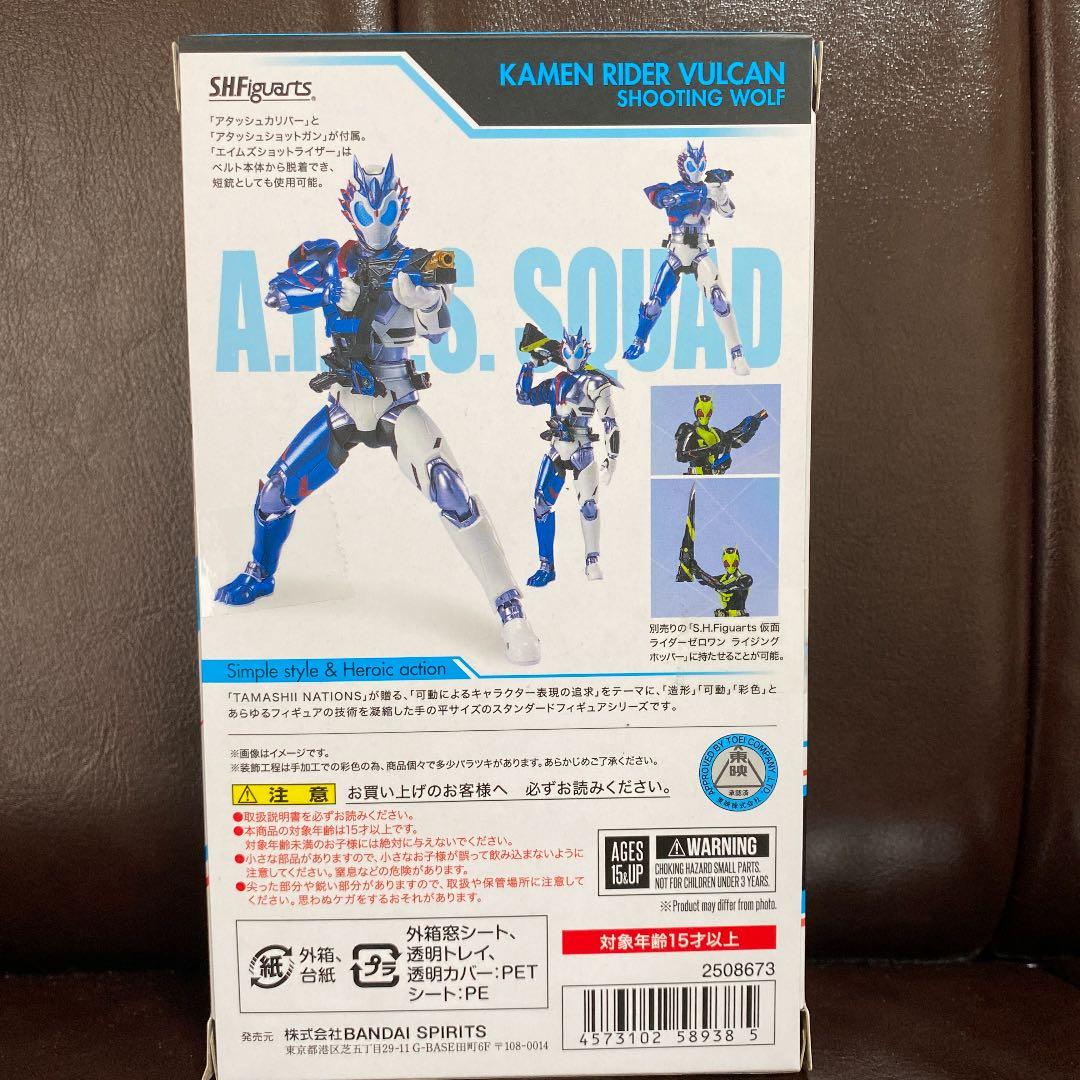 S.H.Figuarts
KAMEN RIDER VULCAN
SHOOTING WOLF
「アタッシュカリバー」と
「アタッシュショットガン」が付属。
「エイムズショットライザー」は
ベルト本体から脱着でき、
短銃としても使用可能。
A.I.M.S. SQUAD
別売りの「S.H.Figuarts 仮面
ライダーゼロワン ライジング
ホッパー」に持たせることが可能。
Simple style & Heroic action
「TAMASHII NATIONS」が贈る、「可動によるキャラクター表現の追求」をテーマに、「造形」「可動」「彩色」と
あらゆるフィギュアの技術を凝縮した手の平サイズのスタンダードフィギュアシリーズです。
※画像はイメージです。
※装飾工程は手加工での彩色の為、商品個々で多少バラツキがあります。あらかじめご了承ください。
APPROVED BY TOEI COMPANY, LTD.
東映
承認済
東映株式会社
注意 お買い上げのお客様へ 必ずお読みください。
●取扱説明書を必ずお読みください。
●本商品の対象年齢は15才以上です。
対象年齢未満のお子様には絶対に与えないでください。
●小さな部品がありますので、小さなお子様が誤って飲み込まないように
注意してください。窒息などの危険があります。
●尖った部分や鋭い部分がありますので、取扱や保管場所に注意して
ください。思わぬケガをするおそれがあります。
AGES
15&UP
WARNING
CHOKING HAZARD SMALL PARTS.
NOT FOR CHILDREN UNDER 3 YEARS.
※Product may differ from photo.
紙
外箱、
台紙
プラ
外箱窓シート、
透明トレイ、
透明カバー:PET
シート:PE
対象年齢15才以上
2508673
4573102 58938 5
発売元 株式会社BANDAI SPIRITS
東京都港区芝五丁目29-11 G-BASE田町6F 〒108-0014